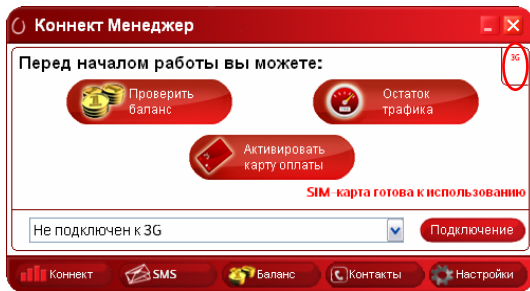 Коннект Менеджер
Перед началом работы вы можете:
3G
Проверить
баланс
Остаток
трафика
Активировать
карту оплаты
SIM-карта готова к использованию
Не подключен к 3G
Подключение
Коннект
SMS
Баланс
Контакты
Настройки